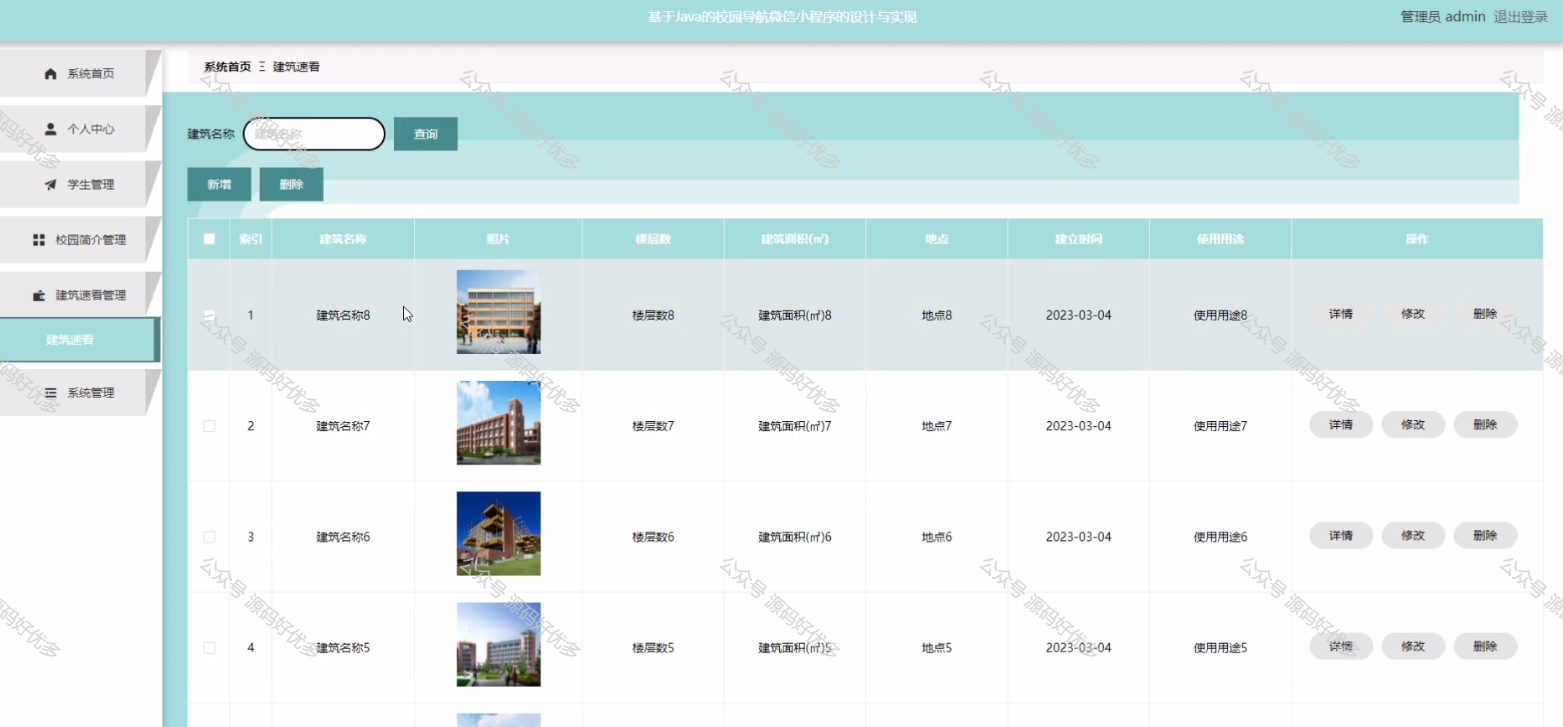 基于Java的校园导航微信小程序的设计与实现
管理员 admin 退出登录
系统首页
个人中心
学生管理
校园简介管理
建筑速看管理
建筑速看
系统管理
系统首页 Ξ 建筑速看
建筑名称 建筑名称 查询
新增 删除
索引 建筑名称 照片 楼层数 建筑面积(㎡) 地点 建立时间 使用用途 操作
1 建筑名称8 楼层数8 建筑面积(㎡)8 地点8 2023-03-04 使用用途8 详情 修改 删除
2 建筑名称7 楼层数7 建筑面积(㎡)7 地点7 2023-03-04 使用用途7 详情 修改 删除
3 建筑名称6 楼层数6 建筑面积(㎡)6 地点6 2023-03-04 使用用途6 详情 修改 删除
4 建筑名称5 楼层数5 建筑面积(㎡)5 地点5 2023-03-04 使用用途5 详情 修改 删除
公众号 源码好优多